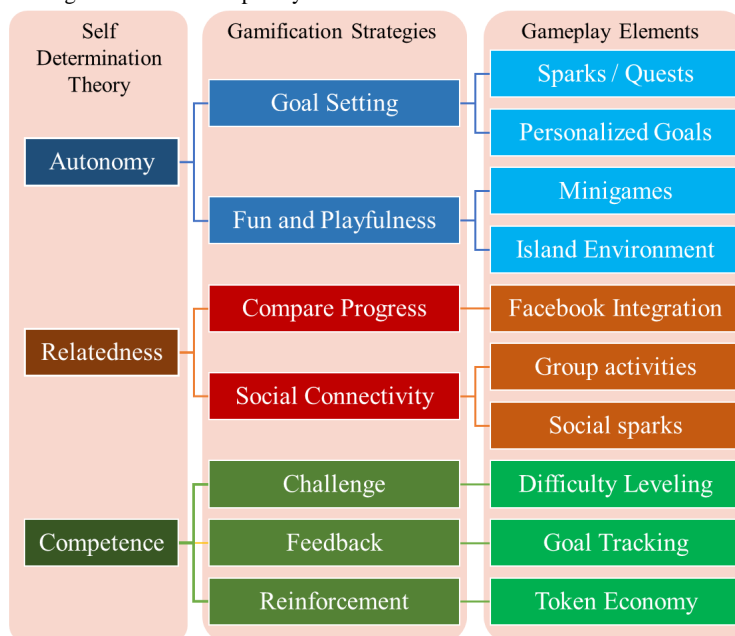 Self
Determination
Theory
Gamification Strategies
Gameplay Elements
Autonomy
Goal Setting
Sparks / Quests
Personalized Goals
Fun and Playfulness
Minigames
Island Environment
Relatedness
Compare Progress
Facebook Integration
Social Connectivity
Group activities
Social sparks
Competence
Challenge
Difficulty Leveling
Feedback
Goal Tracking
Reinforcement
Token Economy